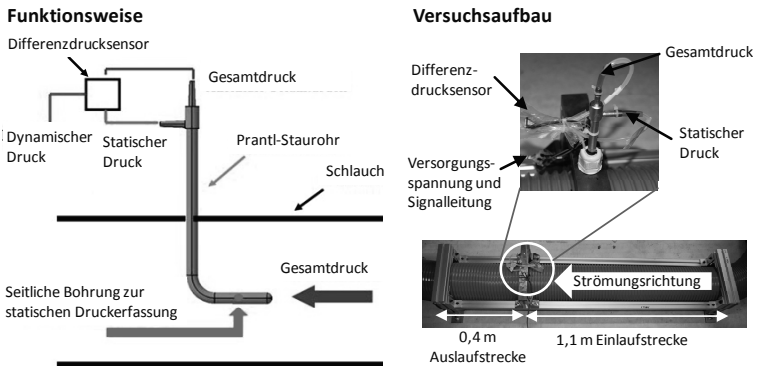 Funktionsweise
Differenzdrucksensor
Gesamtdruck
Dynamischer
Druck
Statischer
Druck
Prantl-Staurohr
Schlauch
Gesamtdruck
Seitliche Bohrung zur
statischen Druckerfassung
Versuchsaufbau
Gesamtdruck
Differenz-
drucksensor
Statischer
Druck
Versorgungs-
spannung und
Signalleitung
Strömungsrichtung
0,4 m
Auslaufstrecke
1,1 m Einlaufstrecke